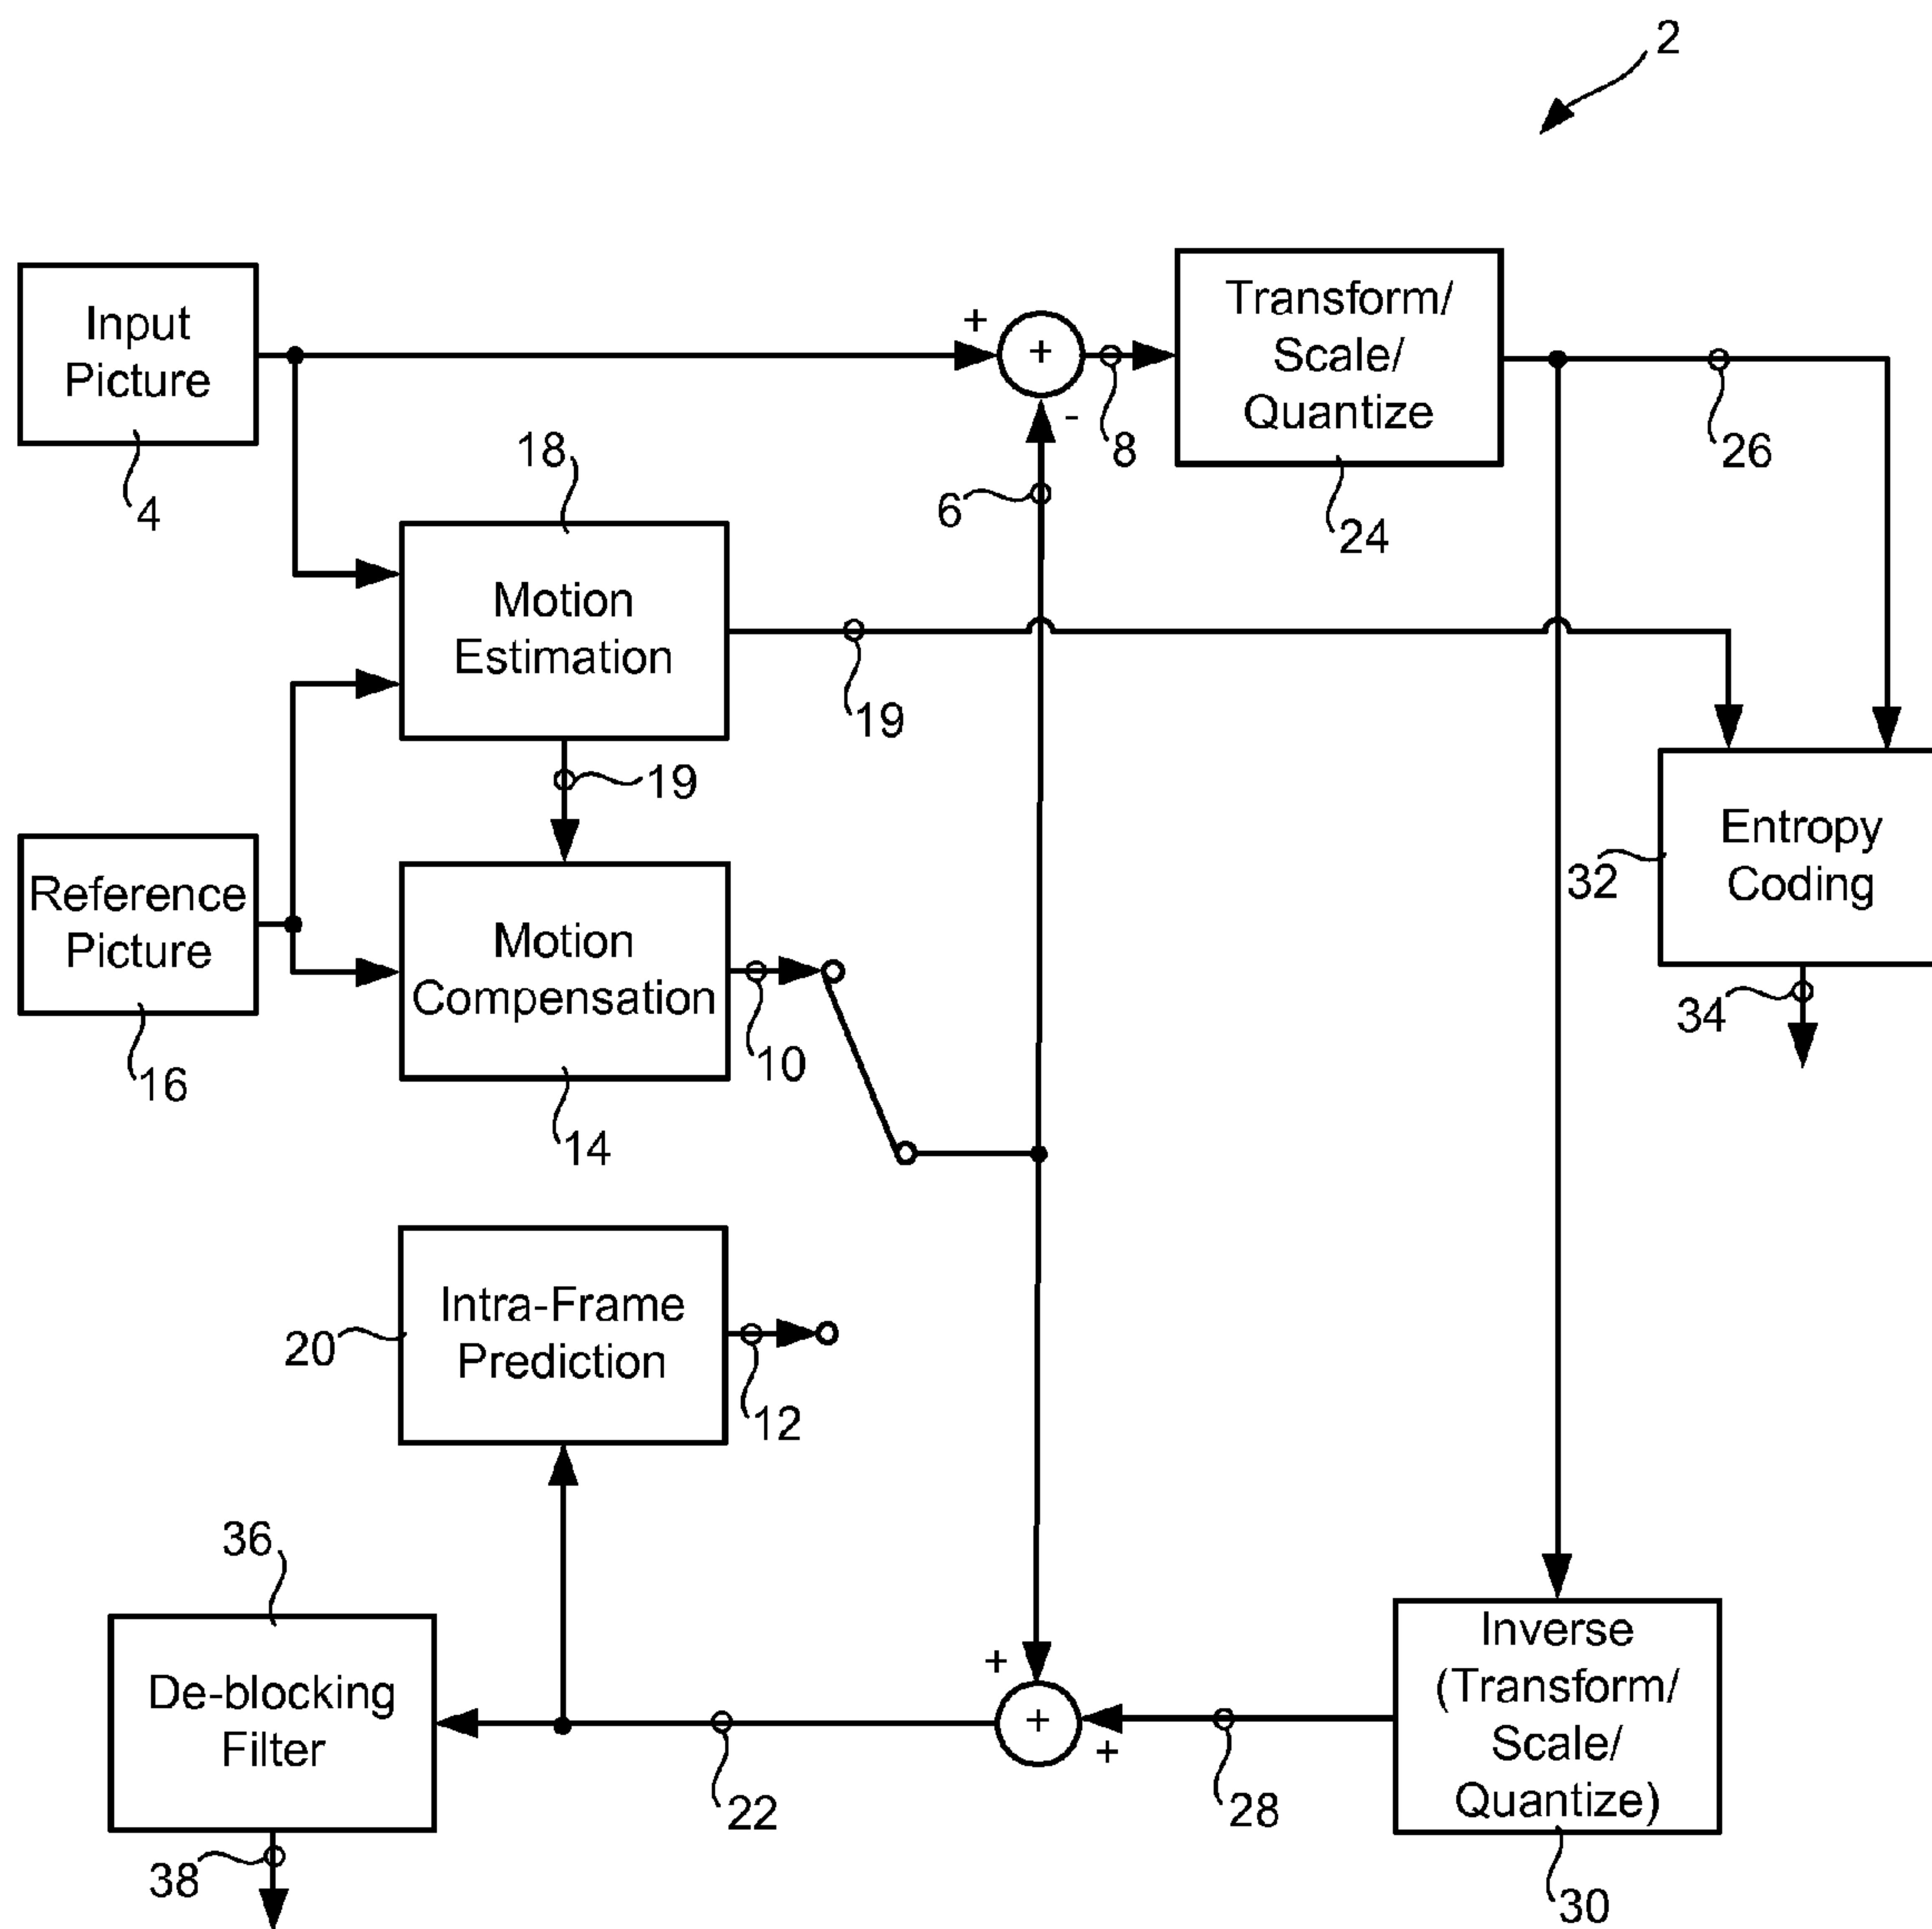 2
Input
Picture
4
+
+
-
8
6
Transform/
Scale/
Quantize
24
26
18
Motion
Estimation
19
19
Reference
Picture
16
Motion
Compensation
10
14
Entropy
Coding
32
34
Intra-Frame
Prediction
20
12
36
De-blocking
Filter
38
22
+
+
+
28
Inverse
(Transform/
Scale/
Quantize)
30